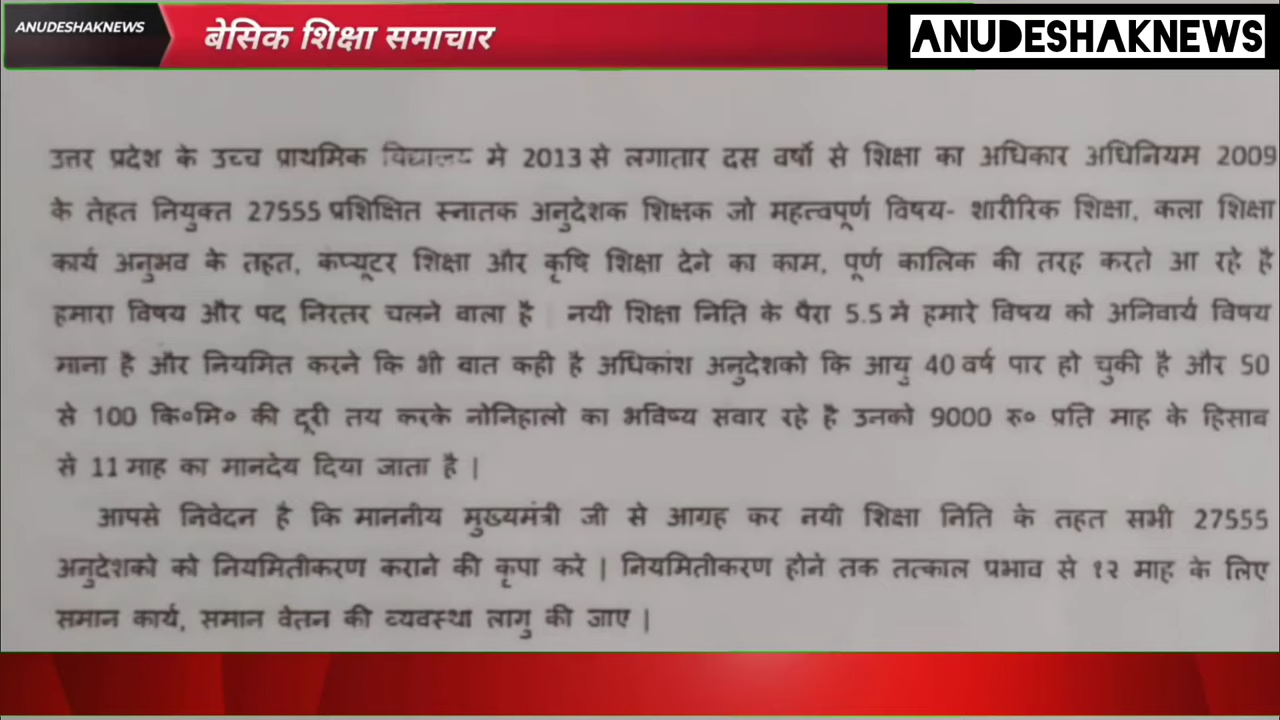 ANUDESHAKNEWS
बेसिक शिक्षा समाचार
ANUDESHAKNEWS
उत्तर प्रदेश के उच्च प्राथमिक विद्यालय मे 2013 से लगातार दस वर्षो से शिक्षा का अधिकार अधिनियम 2009
के तेहत नियुक्त 27555 प्रशिक्षित स्नातक अनुदेशक शिक्षक जो महत्वपूर्ण विषय- शारीरिक शिक्षा, कला शिक्षा
कार्य अनुभव के तहत, कंप्यूटर शिक्षा और कृषि शिक्षा देने का काम, पूर्ण कालिक की तरह करते आ रहे है
हमारा विषय और पद निरतर चलने वाला है | नयी शिक्षा निति के पैरा 5.5 मे हमारे विषय को अनिवार्य विषय
माना है और नियमित करने कि भी बात कही है अधिकांश अनुदेशको कि आयु 40 वर्ष पार हो चुकी है और 50
से 100 कि०मि० की दूरी तय करके नोनिहालो का भविष्य सवार रहे है उनको 9000 रु० प्रति माह के हिसाब
से 11 माह का मानदेय दिया जाता है |
आपसे निवेदन है कि माननीय मुख्यमंत्री जी से आग्रह कर नयी शिक्षा निति के तहत सभी 27555
अनुदेशको को नियमितीकरण कराने की कृपा करे | नियमितीकरण होने तक तत्काल प्रभाव से १२ माह के लिए
समान कार्य, समान वेतन की व्यवस्था लागु की जाए |